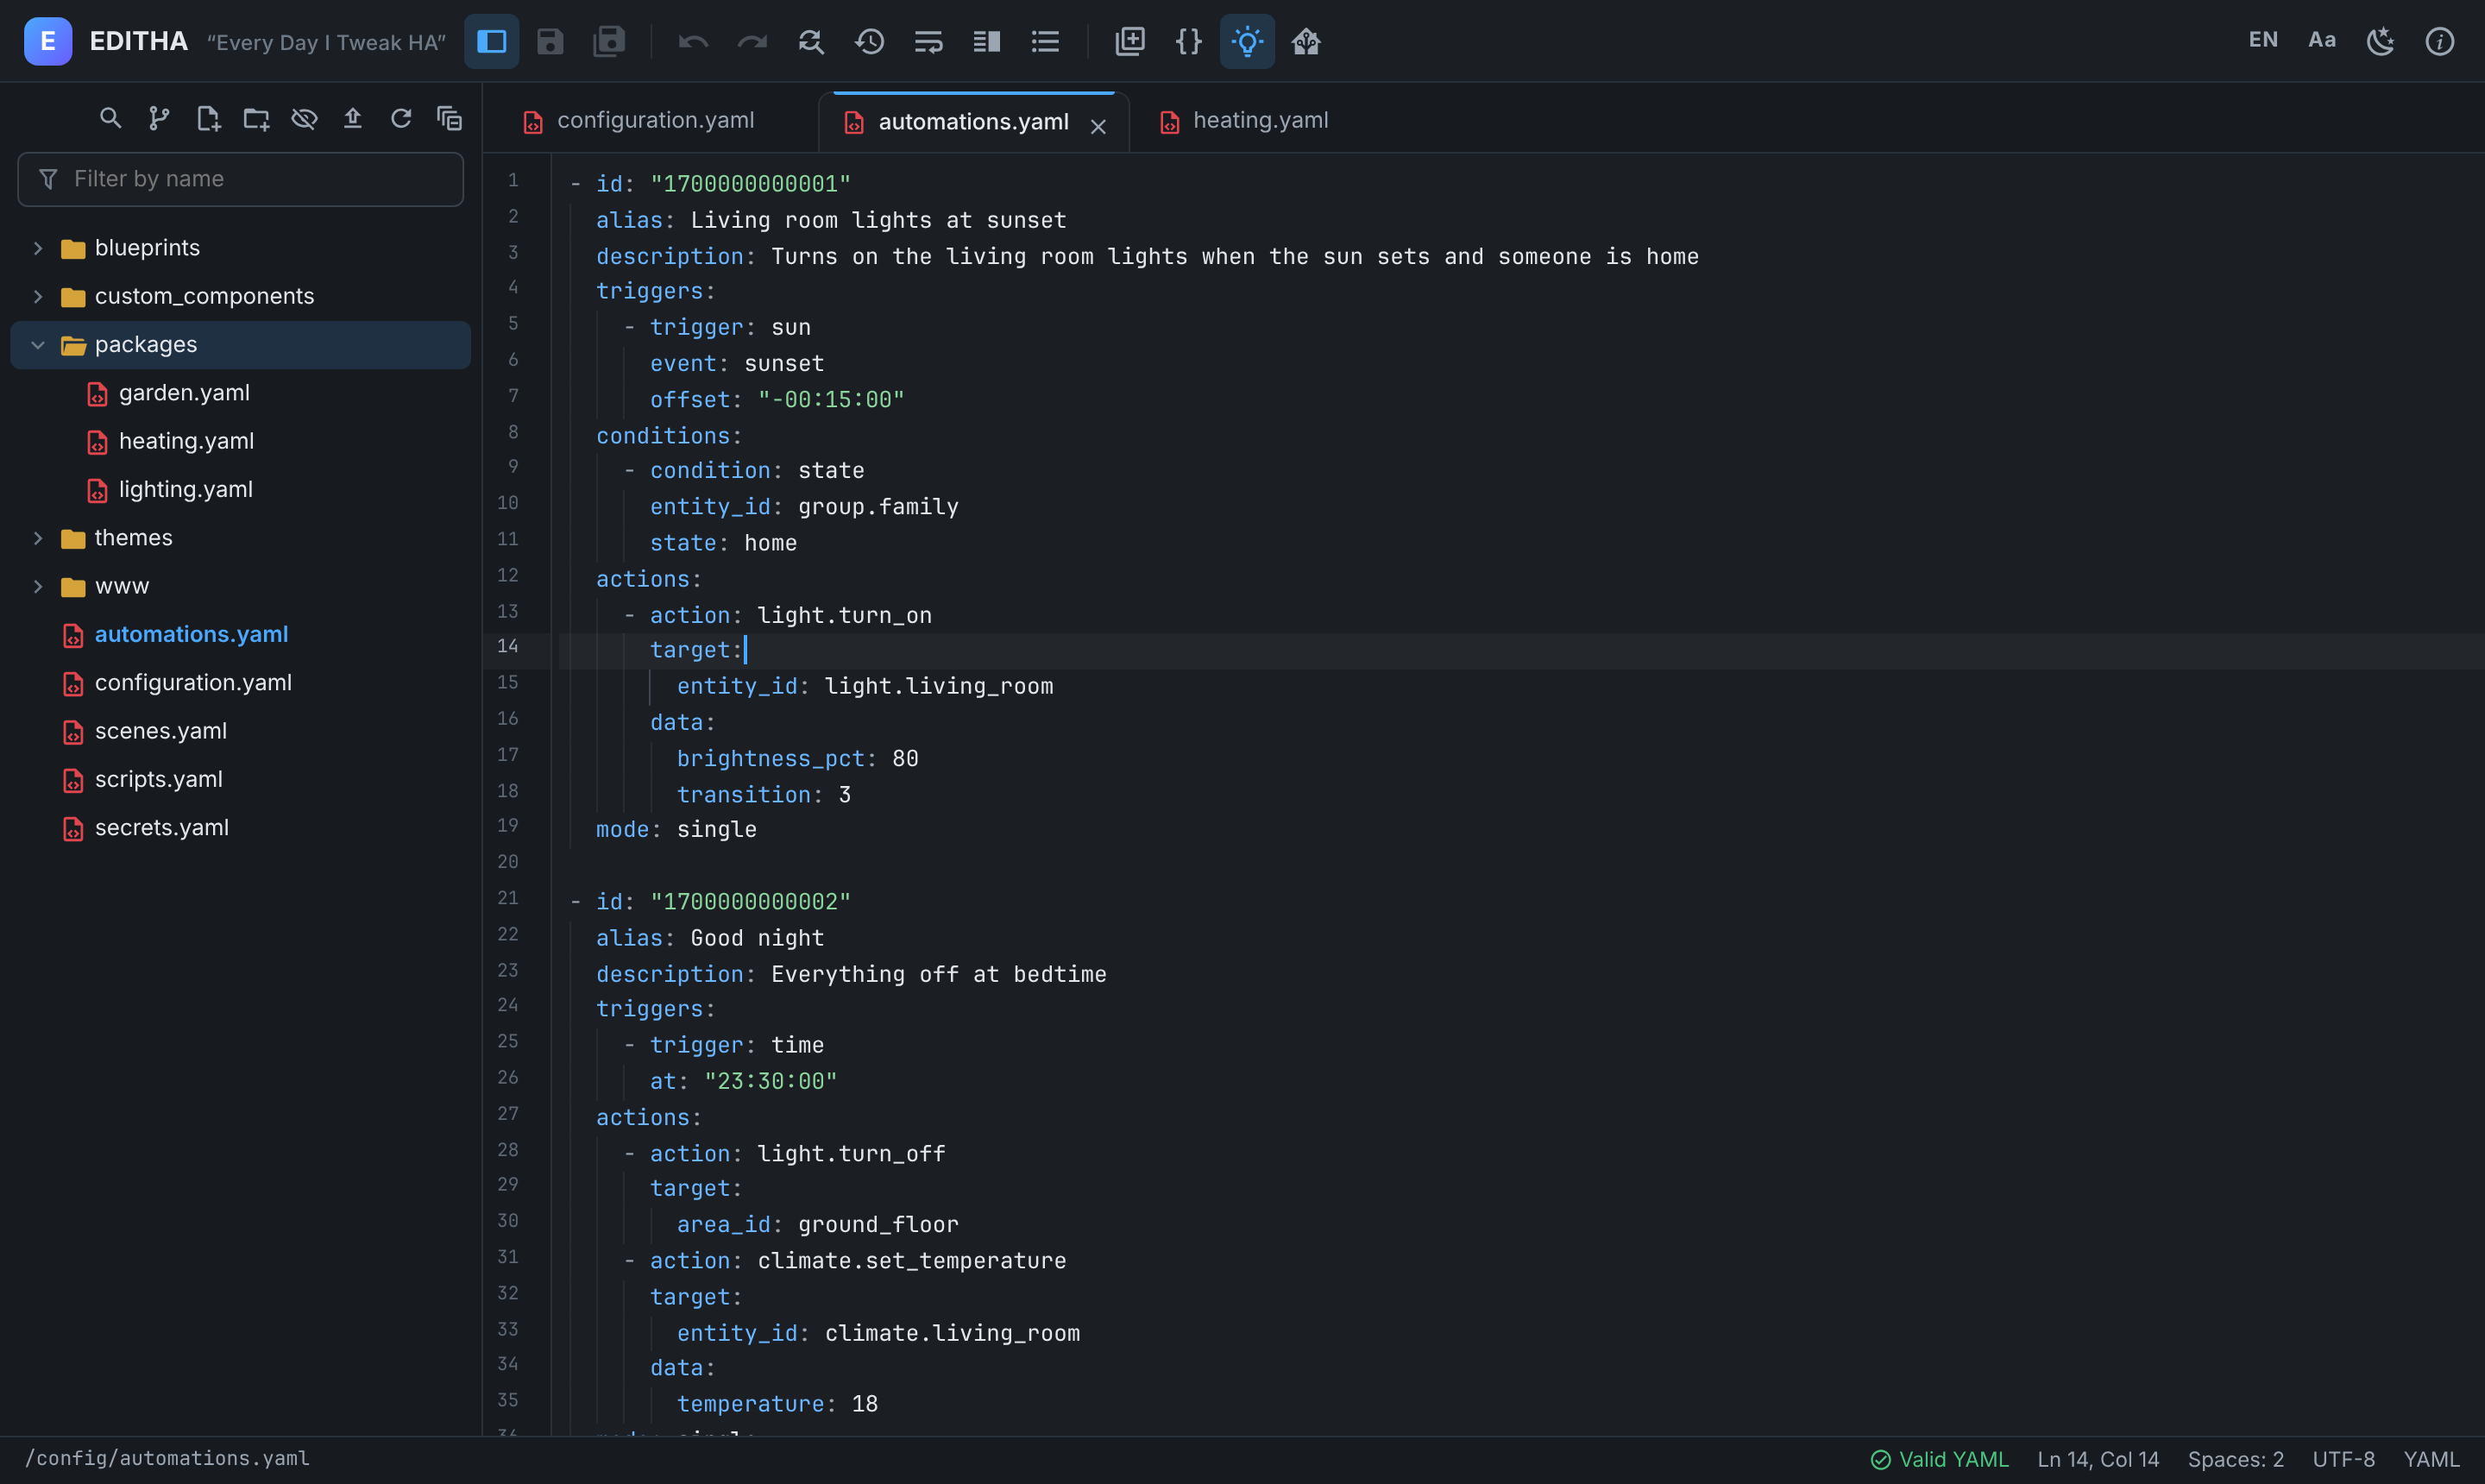 E EDITHA “Every Day I Tweak HA” EN Aa
Filter by name
blueprints
custom_components
packages
garden.yaml
heating.yaml
lighting.yaml
themes
www
automations.yaml
configuration.yaml
scenes.yaml
scripts.yaml
secrets.yaml
configuration.yaml automations.yaml heating.yaml
1 - id: "1700000000001"
2 alias: Living room lights at sunset
3 description: Turns on the living room lights when the sun sets and someone is home
4 triggers:
5 - trigger: sun
6 event: sunset
7 offset: "-00:15:00"
8 conditions:
9 - condition: state
10 entity_id: group.family
11 state: home
12 actions:
13 - action: light.turn_on
14 target:
15 entity_id: light.living_room
16 data:
17 brightness_pct: 80
18 transition: 3
19 mode: single
20
21 - id: "1700000000002"
22 alias: Good night
23 description: Everything off at bedtime
24 triggers:
25 - trigger: time
26 at: "23:30:00"
27 actions:
28 - action: light.turn_off
29 target:
30 area_id: ground_floor
31 - action: climate.set_temperature
32 target:
33 entity_id: climate.living_room
34 data:
35 temperature: 18
/config/automations.yaml Valid YAML Ln 14, Col 14 Spaces: 2 UTF-8 YAML